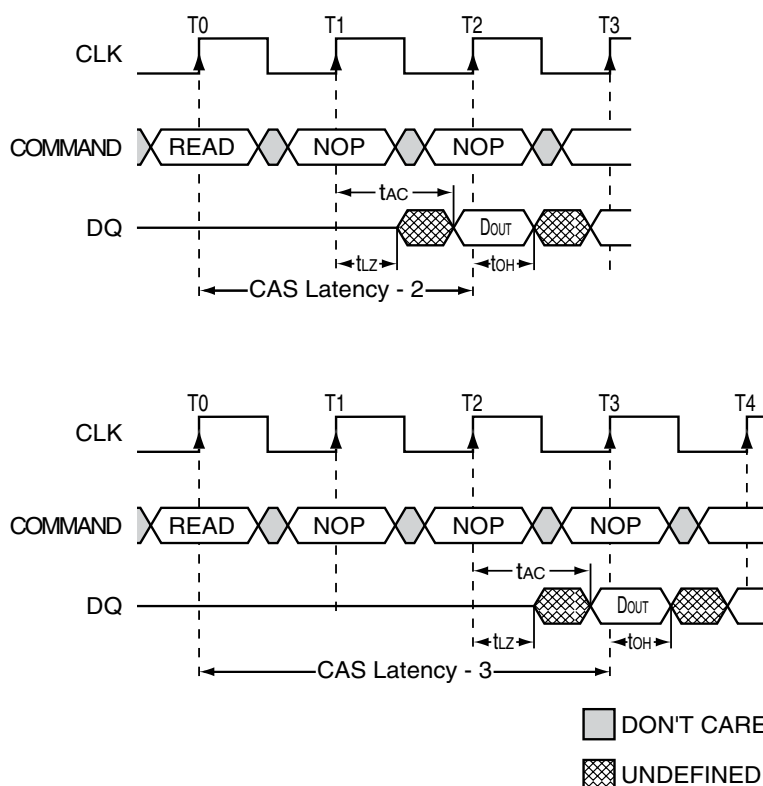 T0 T1 T2 T3
CLK
COMMAND READ NOP NOP
tAC
DQ DOUT
tLZ tOH
CAS Latency - 2
T0 T1 T2 T3 T4
CLK
COMMAND READ NOP NOP NOP
tAC
DQ DOUT
tLZ tOH
CAS Latency - 3
DON'T CARE
UNDEFINED